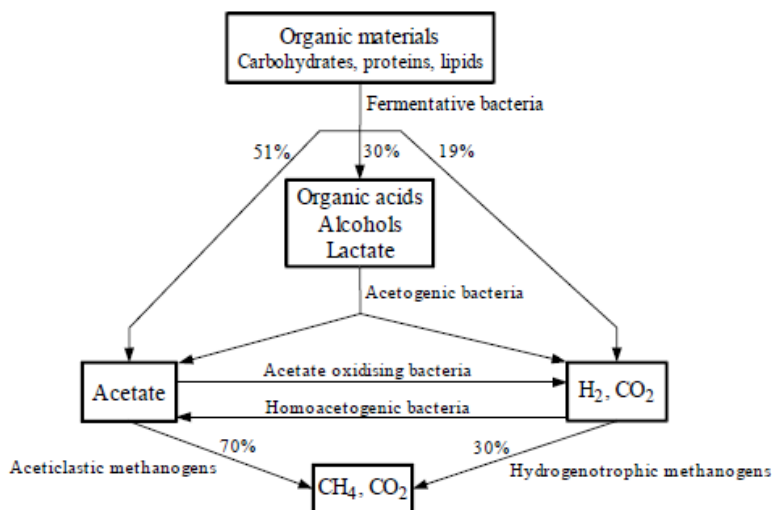 Organic materials
Carbohydrates, proteins, lipids
Fermentative bacteria
51%
30%
19%
Organic acids
Alcohols
Lactate
Acetogenic bacteria
Acetate
Acetate oxidising bacteria
H₂, CO₂
Homoacetogenic bacteria
Aceticlastic methanogens
70%
30%
Hydrogenotrophic methanogens
CH₄, CO₂